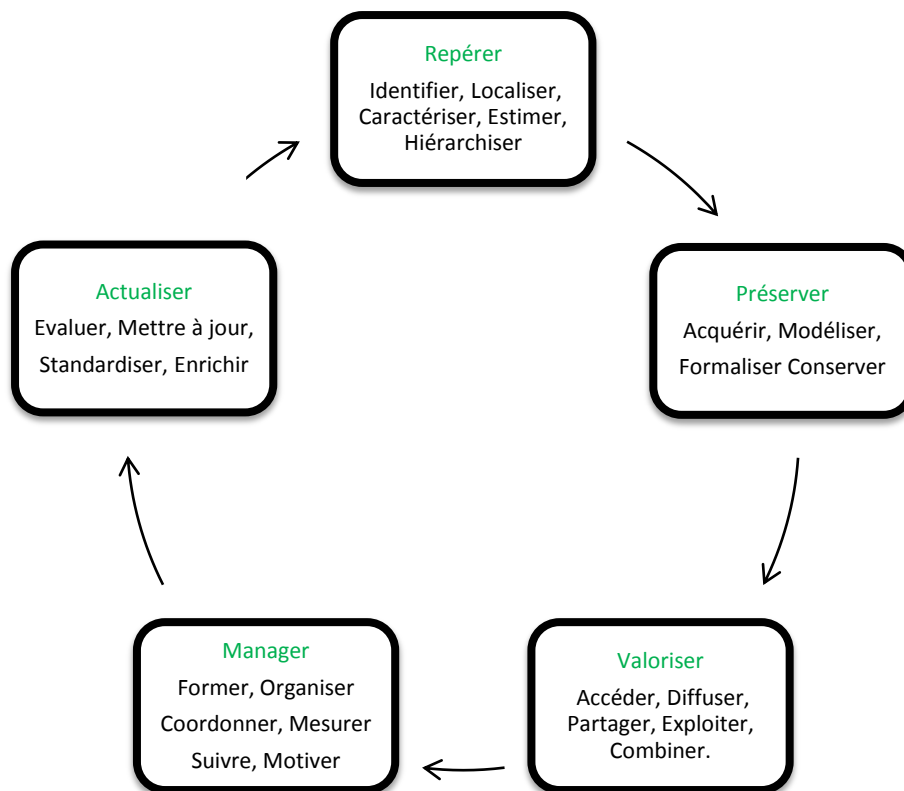 Repérer
Identifier, Localiser,
Caractériser, Estimer,
Hiérarchiser
Préserver
Acquérir, Modéliser,
Formaliser Conserver
Valoriser
Accéder, Diffuser,
Partager, Exploiter,
Combiner.
Manager
Former, Organiser
Coordonner, Mesurer
Suivre, Motiver
Actualiser
Evaluer, Mettre à jour,
Standardiser, Enrichir